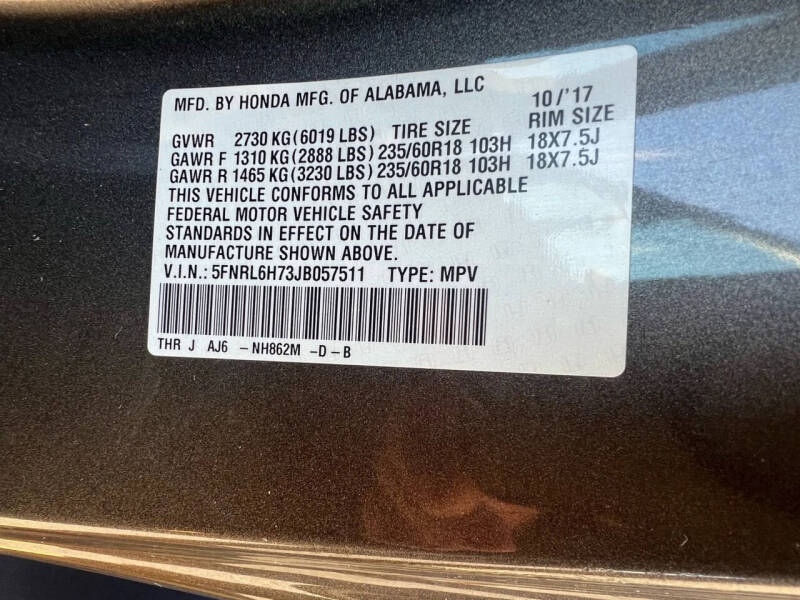 MFD. BY HONDA MFG. OF ALABAMA, LLC 10/'17
GVWR 2730 KG(6019 LBS) TIRE SIZE RIM SIZE
GAWR F 1310 KG(2888 LBS)235/60R18 103H 18X7.5J
GAWR R 1465 KG(3230 LBS)235/60R18 103H 18X7.5J
THIS VEHICLE CONFORMS TO ALL APPLICABLE
FEDERAL MOTOR VEHICLE SAFETY
STANDARDS IN EFFECT ON THE DATE OF
MANUFACTURE SHOWN ABOVE.
V.I.N.: 5FNRL6H73JB057511 TYPE: MPV
THR J AJ6 -NH862M -D-B